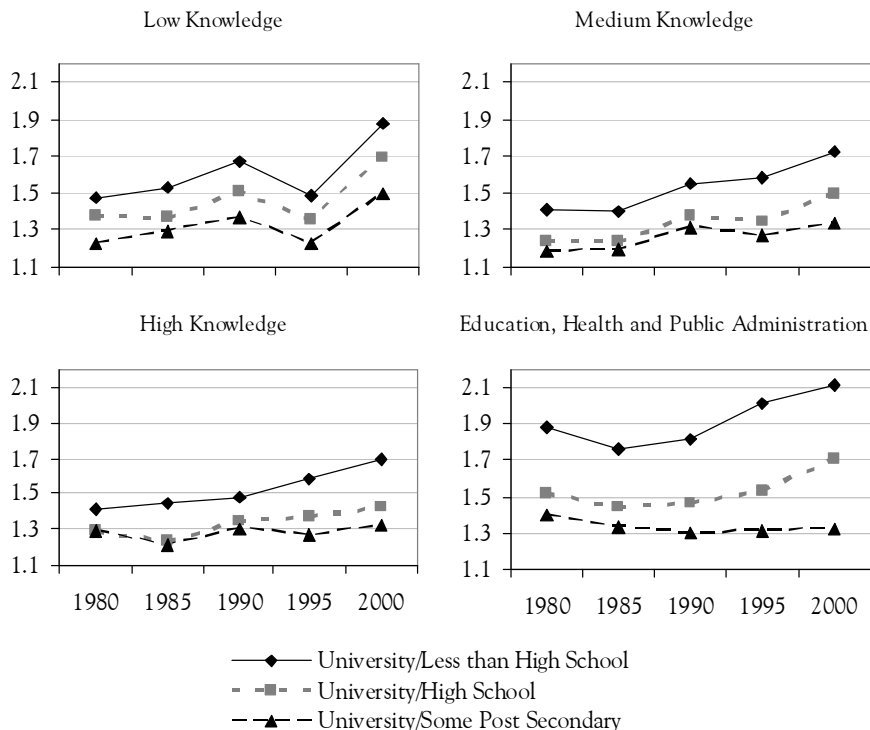 Low Knowledge
2.1
1.9
1.7
1.5
1.3
1.1
Medium Knowledge
2.1
1.9
1.7
1.5
1.3
1.1
High Knowledge
2.1
1.9
1.7
1.5
1.3
1.1
1980 1985 1990 1995 2000
Education, Health and Public Administration
2.1
1.9
1.7
1.5
1.3
1.1
1980 1985 1990 1995 2000
University/Less than High School
University/High School
University/Some Post Secondary